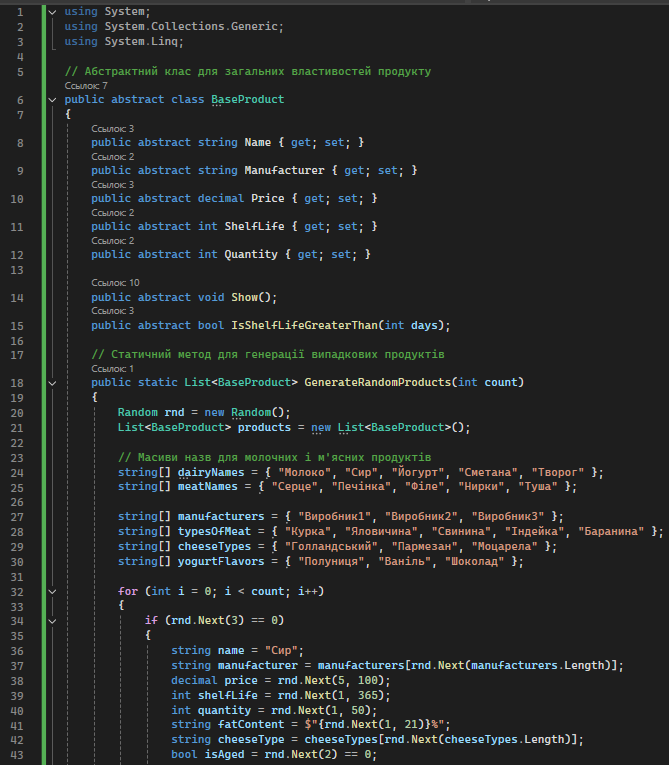 1 using System;
2 using System.Collections.Generic;
3 using System.Linq;
4
5 // Абстрактний клас для загальних властивостей продукту
Ссылок: 7
6 public abstract class BaseProduct
7 {
Ссылок: 3
8 public abstract string Name { get; set; }
Ссылок: 2
9 public abstract string Manufacturer { get; set; }
Ссылок: 3
10 public abstract decimal Price { get; set; }
Ссылок: 2
11 public abstract int ShelfLife { get; set; }
Ссылок: 2
12 public abstract int Quantity { get; set; }
13
Ссылок: 10
14 public abstract void Show();
Ссылок: 3
15 public abstract bool IsShelfLifeGreaterThan(int days);
16
17 // Статичний метод для генерації випадкових продуктів
Ссылок: 1
18 public static List<BaseProduct> GenerateRandomProducts(int count)
19 {
20 Random rnd = new Random();
21 List<BaseProduct> products = new List<BaseProduct>();
22
23 // Масиви назв для молочних і м'ясних продуктів
24 string[] dairyNames = { "Молоко", "Сир", "Йогурт", "Сметана", "Творог" };
25 string[] meatNames = { "Серце", "Печінка", "Філе", "Нирки", "Туша" };
26
27 string[] manufacturers = { "Виробник1", "Виробник2", "Виробник3" };
28 string[] typesOfMeat = { "Курка", "Яловичина", "Свинина", "Індейка", "Баранина" };
29 string[] cheeseTypes = { "Голландський", "Пармезан", "Моцарела" };
30 string[] yogurtFlavors = { "Полуниця", "Ваніль", "Шоколад" };
31
32 for (int i = 0; i < count; i++)
33 {
34 if (rnd.Next(3) == 0)
35 {
36 string name = "Сир";
37 string manufacturer = manufacturers[rnd.Next(manufacturers.Length)];
38 decimal price = rnd.Next(5, 100);
39 int shelfLife = rnd.Next(1, 365);
40 int quantity = rnd.Next(1, 50);
41 string fatContent = $"{rnd.Next(1, 21)}%";
42 string cheeseType = cheeseTypes[rnd.Next(cheeseTypes.Length)];
43 bool isAged = rnd.Next(2) == 0;